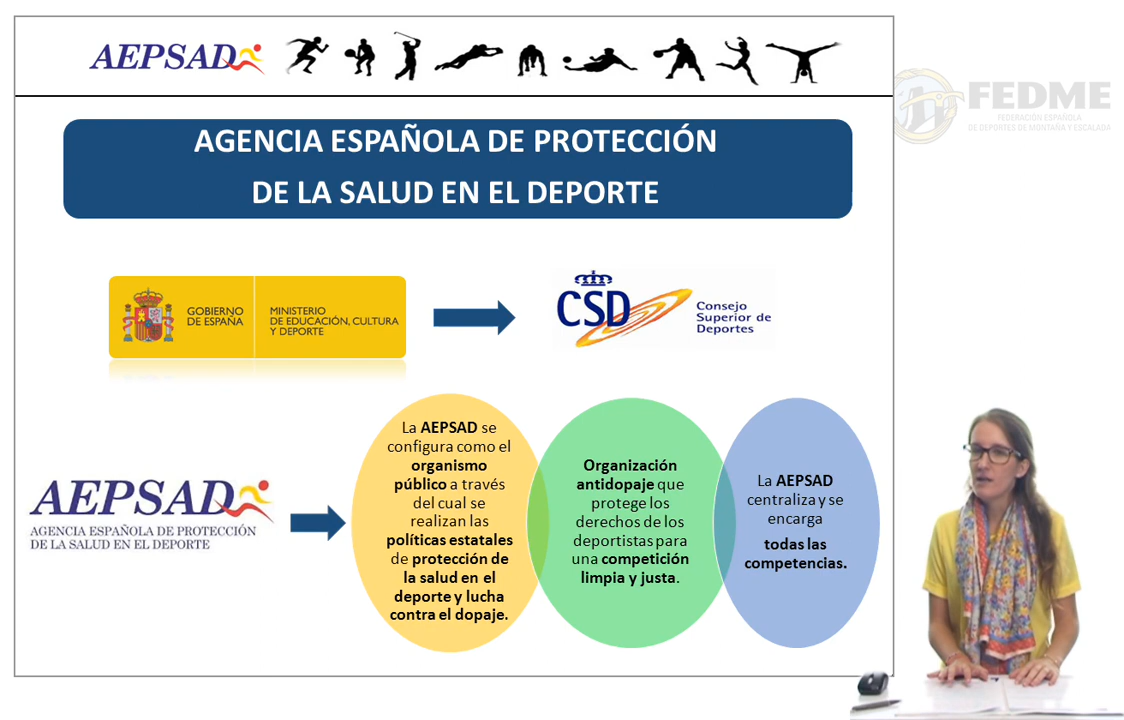 AEPSAD
FEDME
FEDERACIÓN ESPAÑOLA
DE DEPORTES DE MONTAÑA Y ESCALADA
AGENCIA ESPAÑOLA DE PROTECCIÓN
DE LA SALUD EN EL DEPORTE
GOBIERNO
DE ESPAÑA
MINISTERIO
DE EDUCACIÓN, CULTURA
Y DEPORTE
CSD
Consejo
Superior de
Deportes
AEPSAD
AGENCIA ESPAÑOLA DE PROTECCIÓN
DE LA SALUD EN EL DEPORTE
La AEPSAD se
configura como el
organismo
público a través
del cual se
realizan las
políticas estatales
de protección de
la salud en el
deporte y lucha
contra el dopaje.
Organización
antidopaje que
protege los
derechos de los
deportistas para
una competición
limpia y justa.
La AEPSAD
centraliza y se
encarga
todas las
competencias.